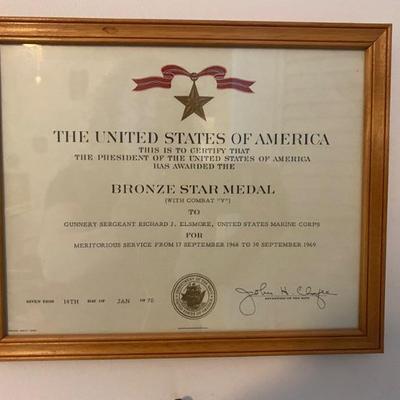 THE UNITED STATES OF AMERICA
THIS IS TO CERTIFY THAT
THE PRESIDENT OF THE UNITED STATES OF AMERICA
HAS AWARDED THE
BRONZE STAR MEDAL
(WITH COMBAT "V")
TO
GUNNERY SERGEANT RICHARD J. ELSMORE, UNITED STATES MARINE CORPS
FOR
MERITORIOUS SERVICE FROM 17 SEPTEMBER 1968 TO 30 SEPTEMBER 1969
GIVEN THIS 14TH DAY OF JAN 19 70
John H. Chafee
SECRETARY OF THE NAVY